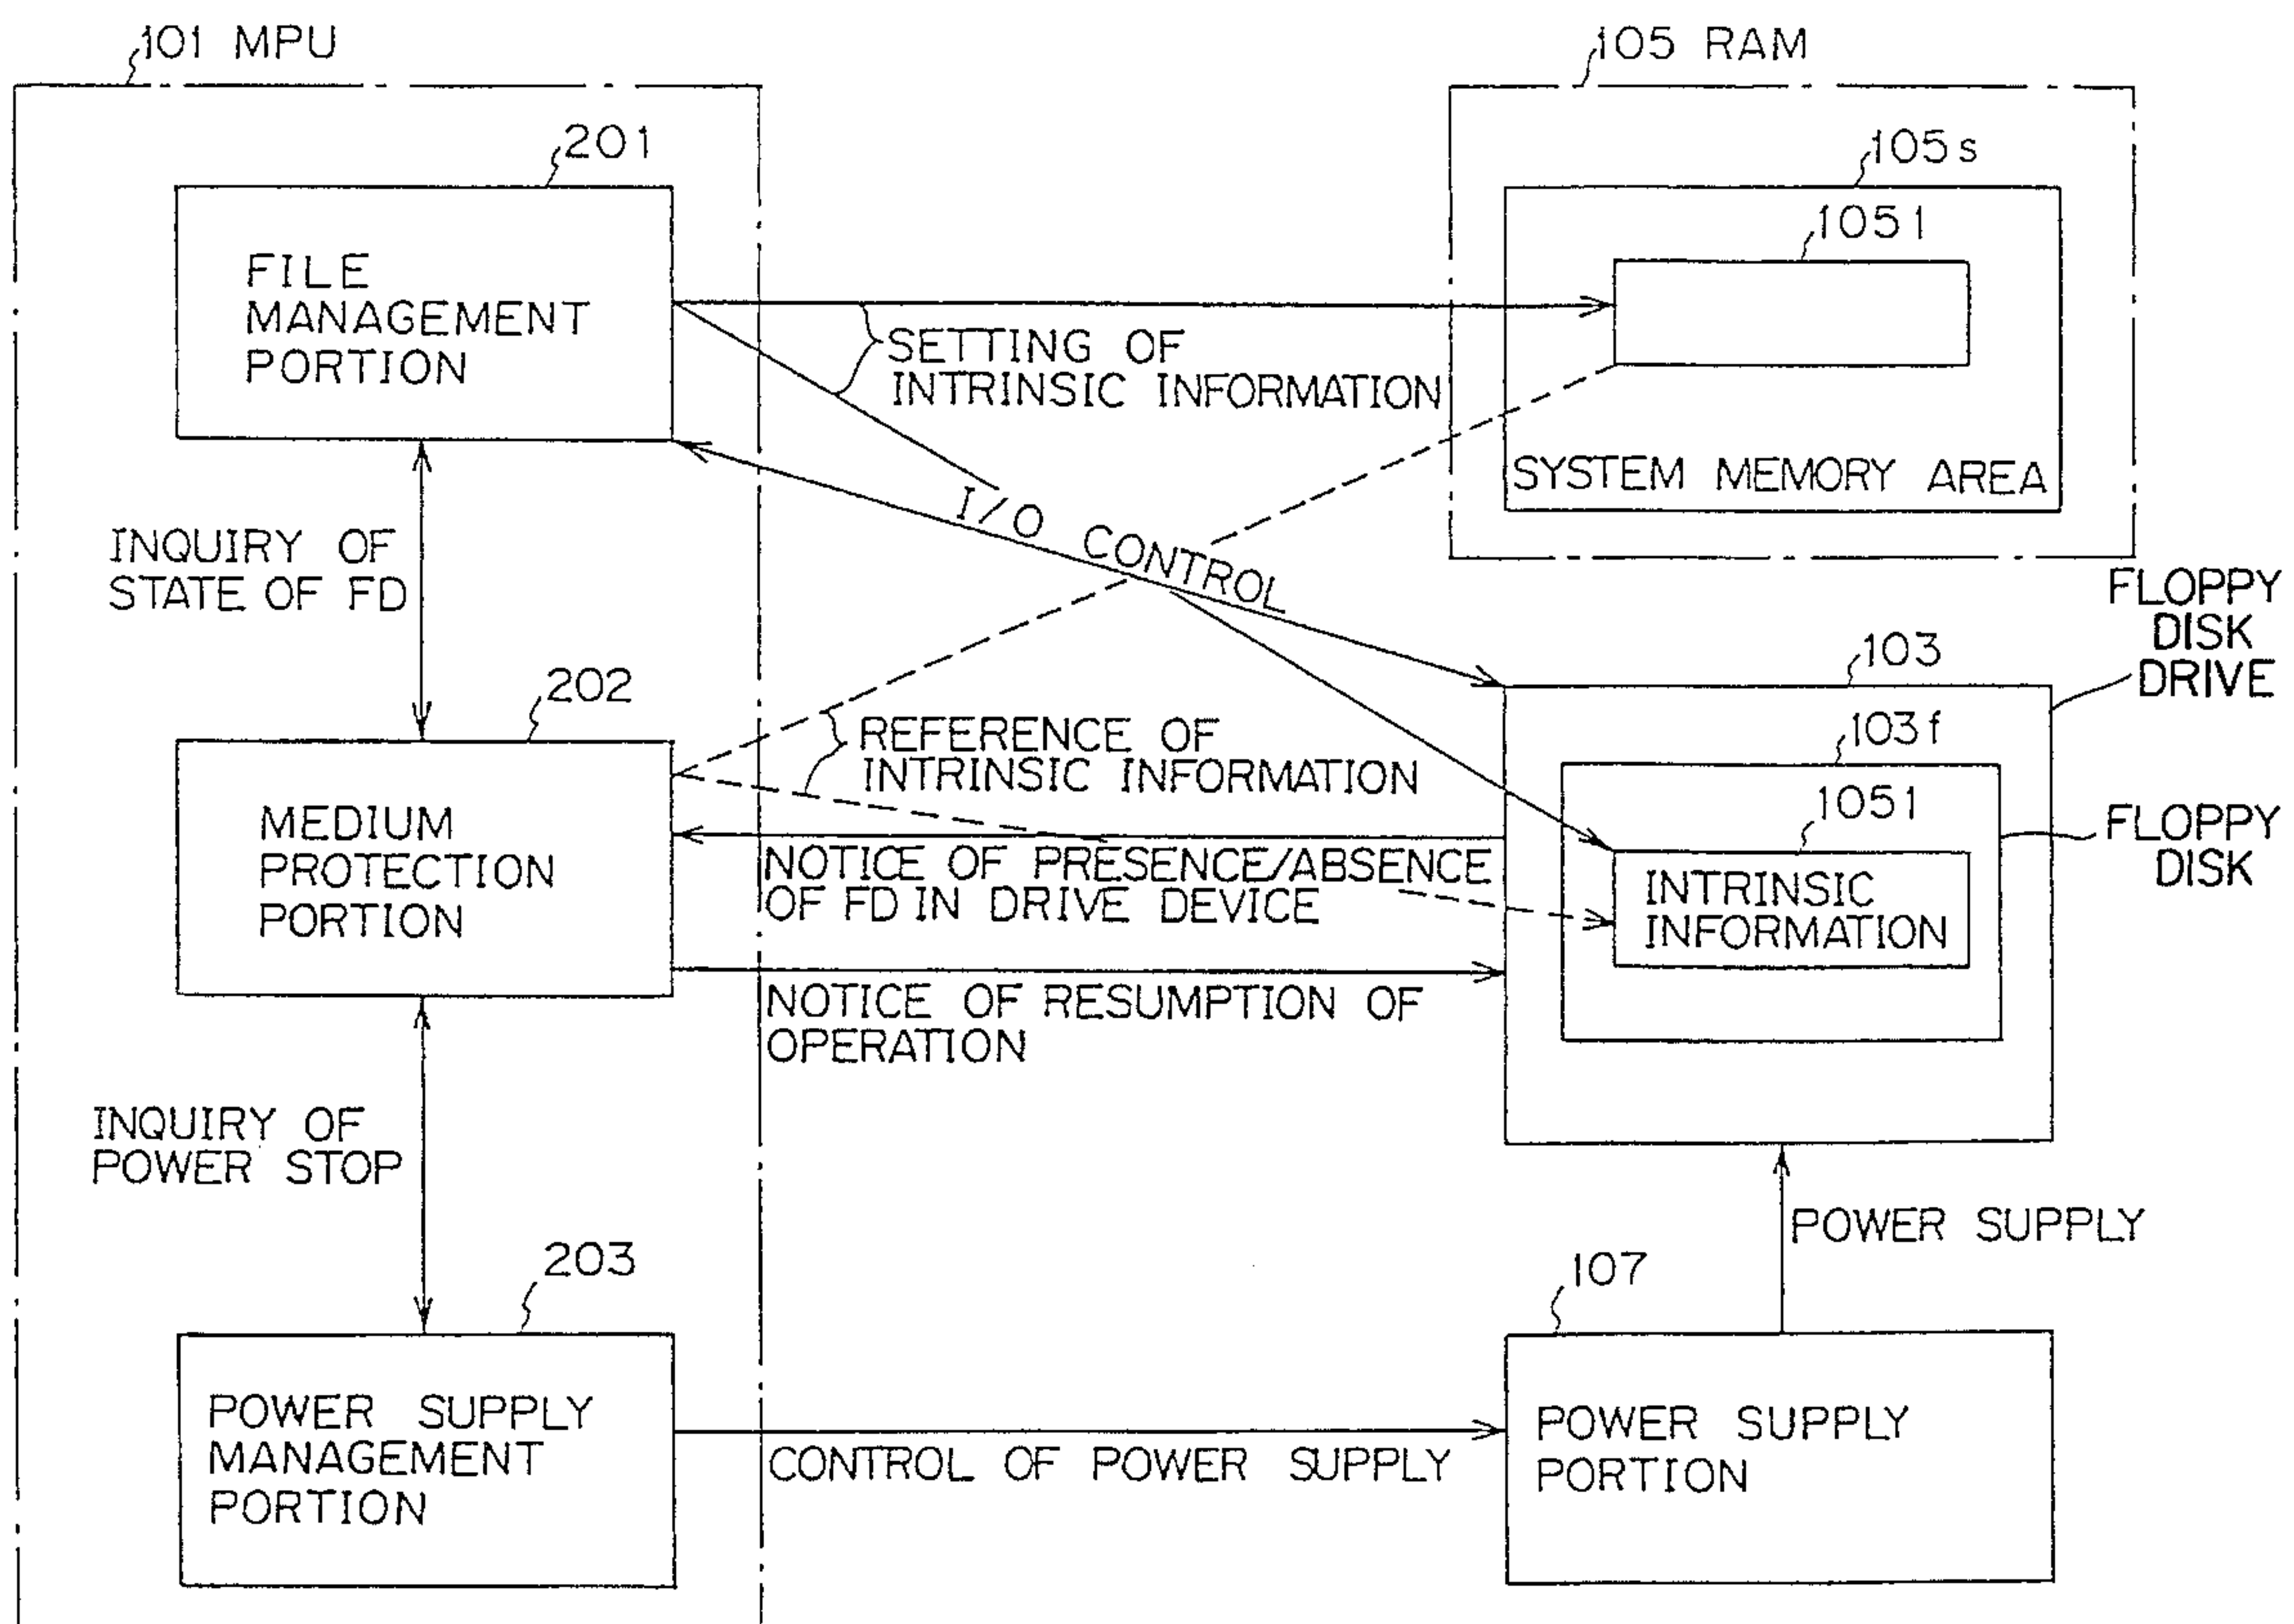 101 MPU
105 RAM
201
105s
1051
FILE
MANAGEMENT
PORTION
SETTING OF
INTRINSIC INFORMATION
SYSTEM MEMORY AREA
I/O CONTROL
INQUIRY OF
STATE OF FD
FLOPPY
DISK
DRIVE
103
202
REFERENCE OF
INTRINSIC INFORMATION
103f
1051
FLOPPY
DISK
MEDIUM
PROTECTION
PORTION
NOTICE OF PRESENCE/ABSENCE
OF FD IN DRIVE DEVICE
INTRINSIC
INFORMATION
NOTICE OF RESUMPTION OF
OPERATION
INQUIRY OF
POWER STOP
POWER SUPPLY
203
107
POWER SUPPLY
MANAGEMENT
PORTION
CONTROL OF POWER SUPPLY
POWER SUPPLY
PORTION